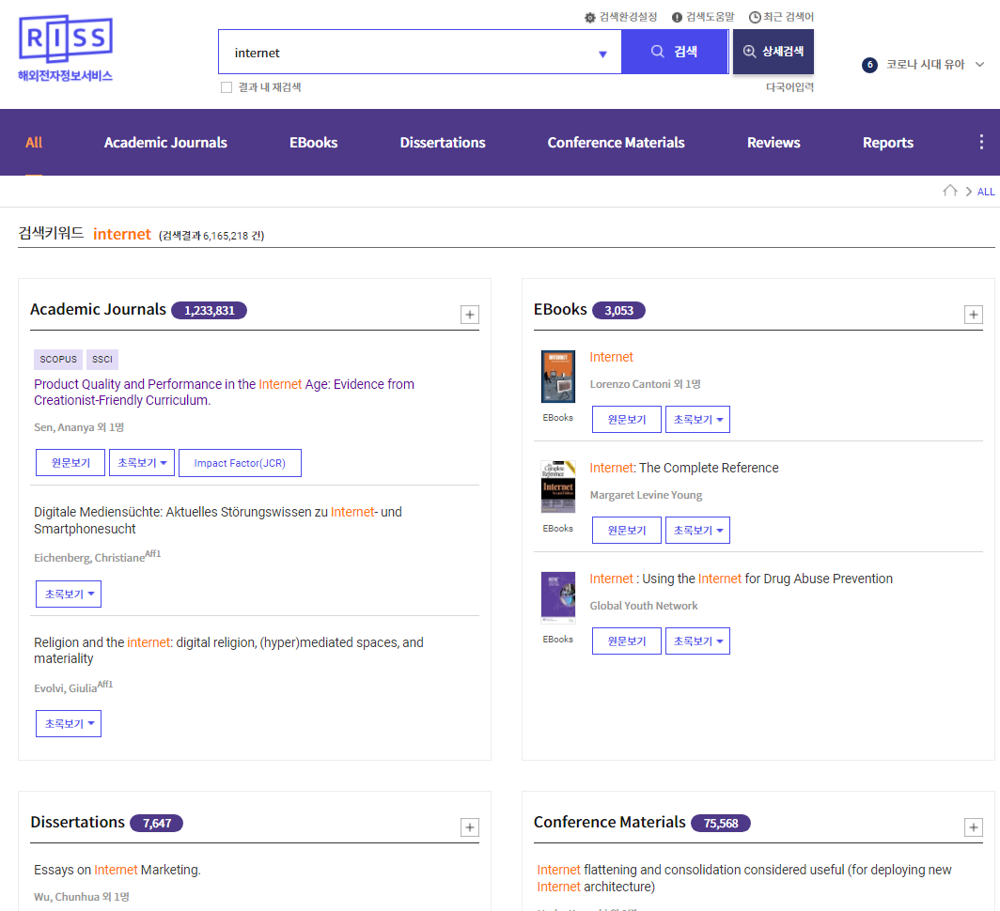 RISS
해외전자정보서비스
검색환경설정 검색도움말 최근 검색어
internet
검색
상세검색
결과 내 재검색
다국어입력
6 코로나 시대 유아
All Academic Journals EBooks Dissertations Conference Materials Reviews Reports
ALL
검색키워드 internet (검색결과 6,165,218 건)
Academic Journals 1,233,831
SCOPUS SSCI
Product Quality and Performance in the Internet Age: Evidence from
Creationist-Friendly Curriculum.
Sen, Ananya 외 1명
원문보기 초록보기 Impact Factor(JCR)
Digitale Mediensüchte: Aktuelles Störungswissen zu Internet- und
Smartphonesucht
Eichenberg, ChristianeAff1
초록보기
Religion and the internet: digital religion, (hyper)mediated spaces, and
materiality
Evolvi, GiuliaAff1
초록보기
EBooks 3,053
INTERNET
EBooks
Internet
Lorenzo Cantoni 외 1명
원문보기 초록보기
Complete
Reference
Internet
EBooks
Internet: The Complete Reference
Margaret Levine Young
원문보기 초록보기
EBooks
Internet : Using the Internet for Drug Abuse Prevention
Global Youth Network
원문보기 초록보기
Dissertations 7,647
Essays on Internet Marketing.
Wu, Chunhua 외 1명
Conference Materials 75,568
Internet flattening and consolidation considered useful (for deploying new
Internet architecture)